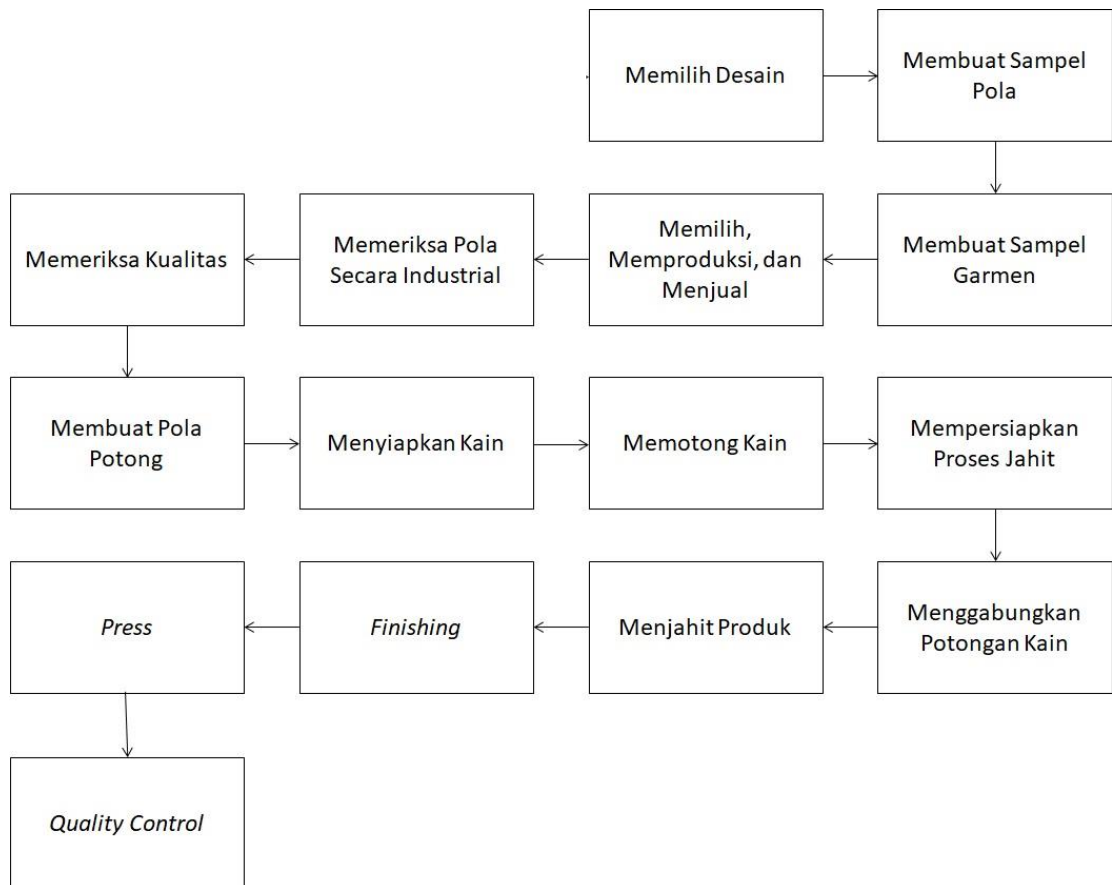 Memilih Desain
Membuat Sampel
Pola
Membuat Sampel
Garmen
Memilih,
Memproduksi, dan
Menjual
Memeriksa Pola
Secara Industrial
Memeriksa Kualitas
Membuat Pola
Potong
Menyiapkan Kain
Memotong Kain
Mempersiapkan
Proses Jahit
Menggabungkan
Potongan Kain
Menjahit Produk
Finishing
Press
Quality Control